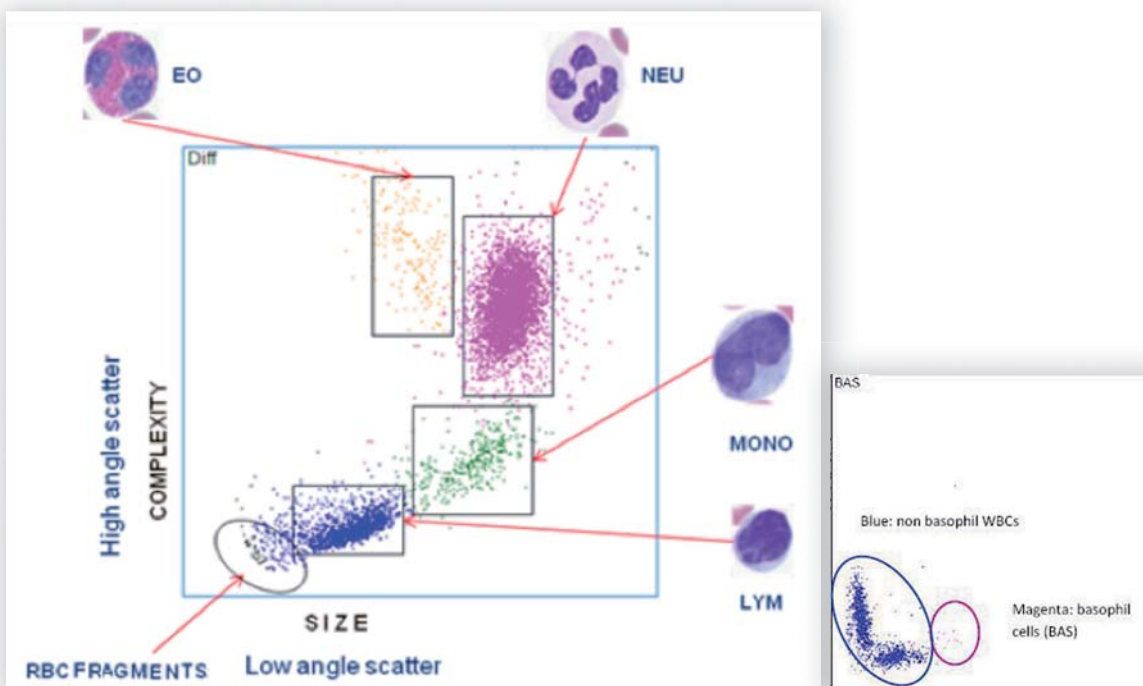 EO
NEU
Diff
High angle scatter
COMPLEXITY
MONO
LYM
SIZE
RBC FRAGMENTS
Low angle scatter
BAS
Blue: non basophil WBCs
Magenta: basophil
cells (BAS)